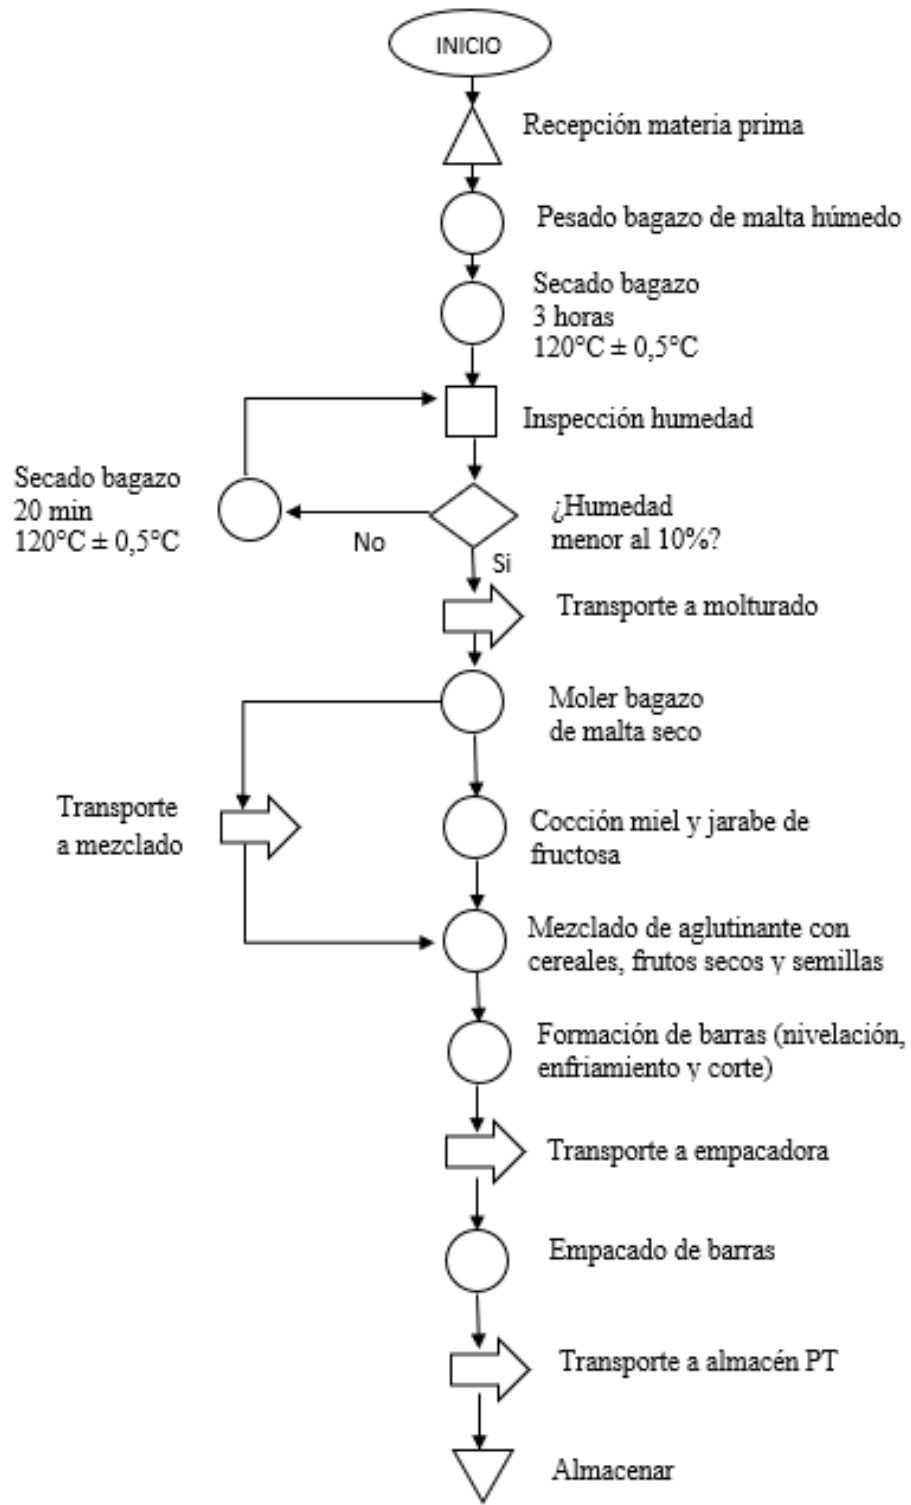 INICIO
Recepción materia prima
Pesado bagazo de malta húmedo
Secado bagazo
3 horas
120°C ± 0,5°C
Inspección humedad
Secado bagazo
20 min
120°C ± 0,5°C
No
¿Humedad
menor al 10%?
Si
Transporte a molturado
Moler bagazo
de malta seco
Transporte
a mezclado
Cocción miel y jarabe de
fructosa
Mezclado de aglutinante con
cereales, frutos secos y semillas
Formación de barras (nivelación,
enfriamiento y corte)
Transporte a empacadora
Empacado de barras
Transporte a almacén PT
Almacenar